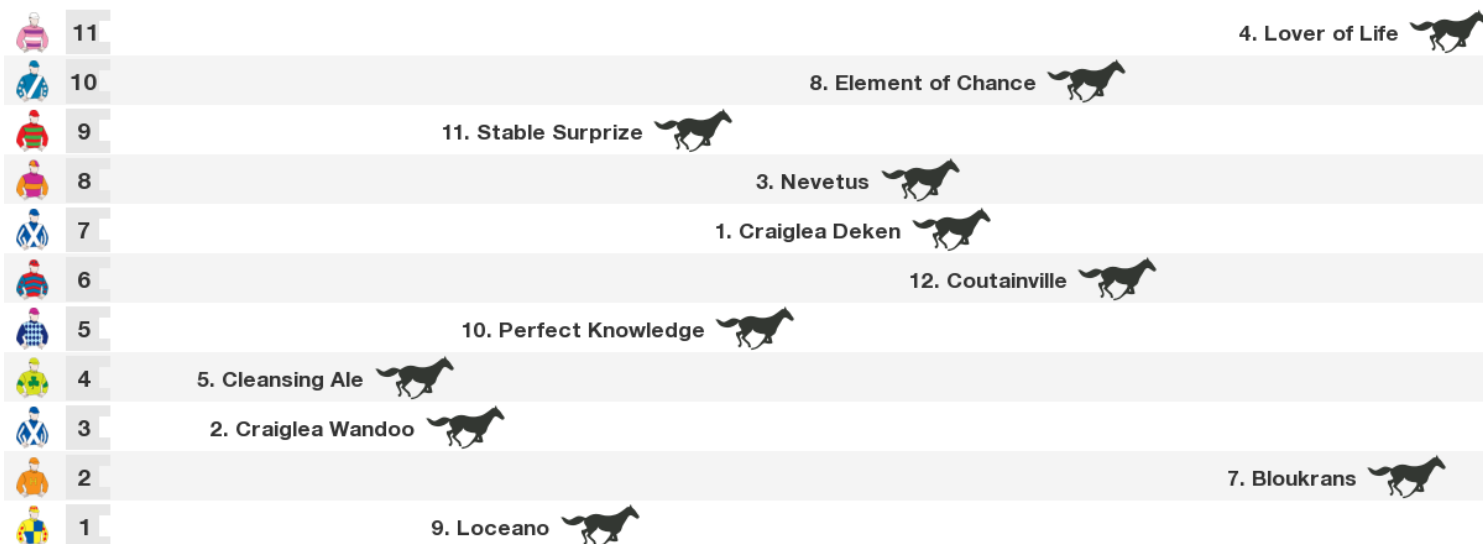 11 4. Lover of Life
10 8. Element of Chance
9 11. Stable Surprize
8 3. Nevetus
7 1. Craiglea Deken
6 12. Coutainville
5 10. Perfect Knowledge
4 5. Cleansing Ale
3 2. Craiglea Wandoo
2 7. Bloukrans
1 9. Loceano